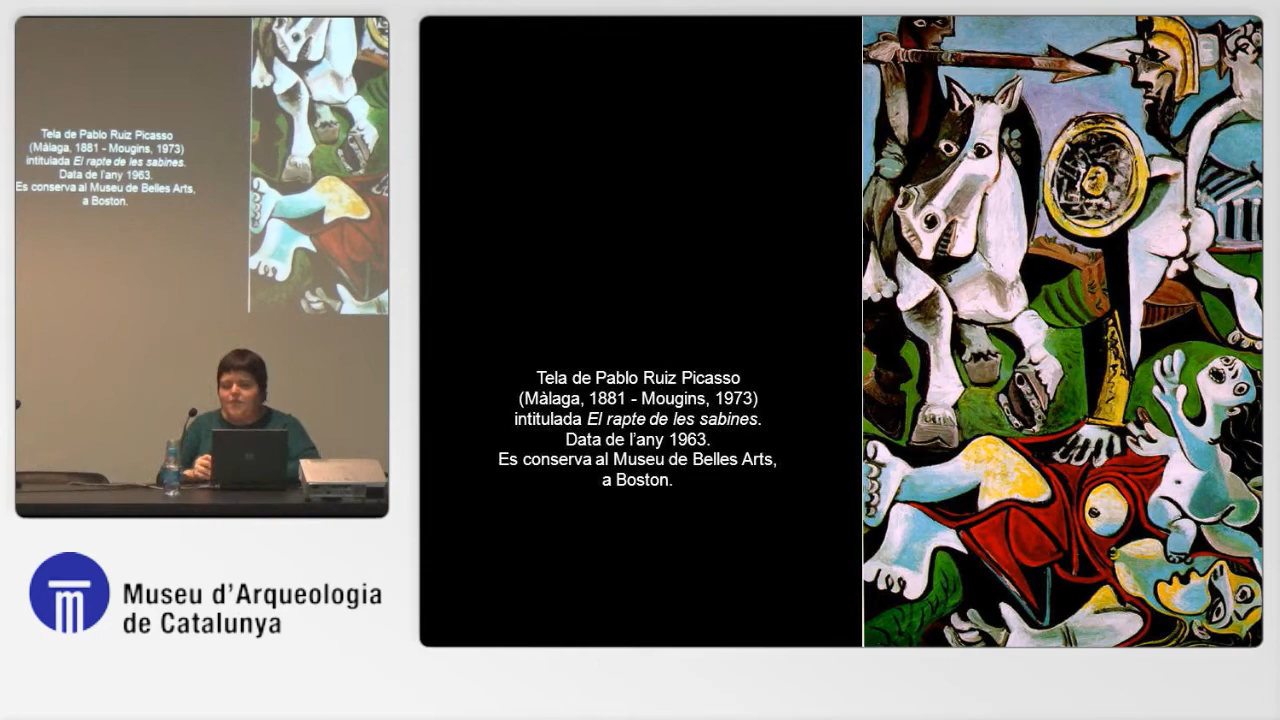 Tela de Pablo Ruiz Picasso
(Màlaga, 1881 - Mougins, 1973)
intitulada El rapte de les sabines.
Data de l'any 1963.
Es conserva al Museu de Belles Arts,
a Boston.
Museu d'Arqueologia
de Catalunya
Tela de Pablo Ruiz Picasso
(Màlaga, 1881 - Mougins, 1973)
intitulada El rapte de les sabines.
Data de l'any 1963.
Es conserva al Museu de Belles Arts,
a Boston.